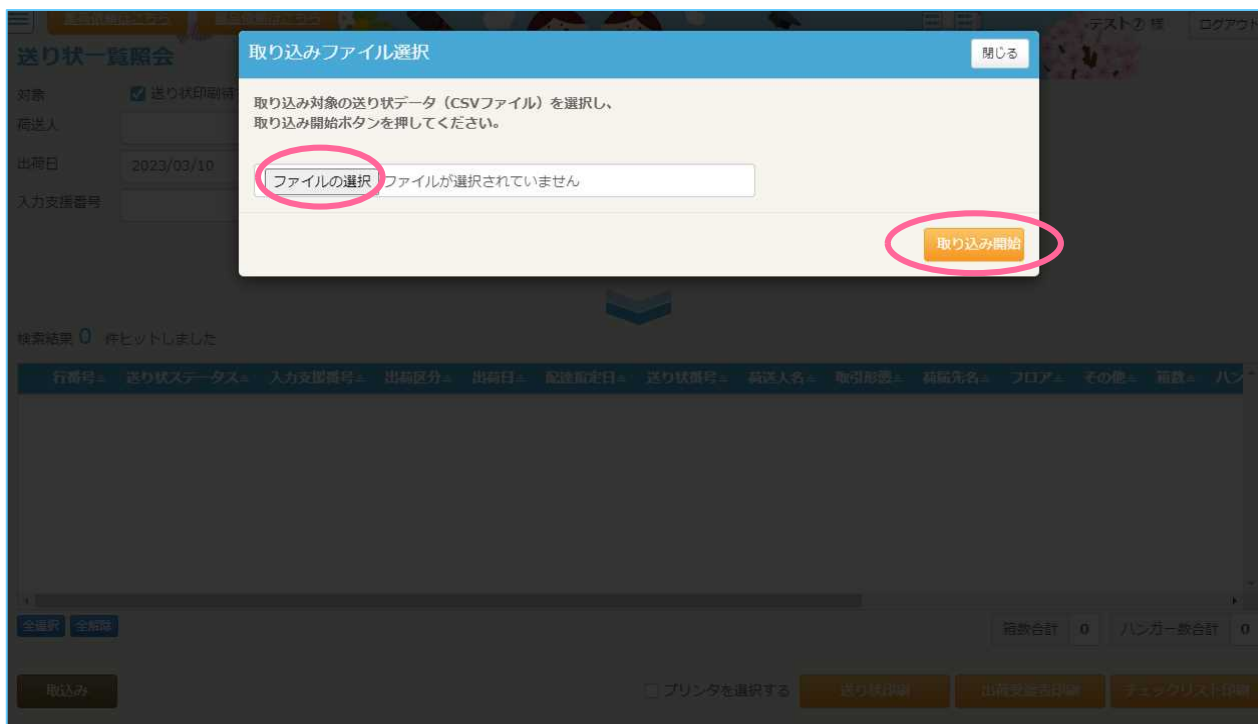 テスト② 様
ログアウト
送り状一覧照会
対象
送り状印刷待
荷送人
出荷日
2023/03/10
入力支援番号
取り込みファイル選択
閉じる
取り込み対象の送り状データ（CSVファイル）を選択し、
取り込み開始ボタンを押してください。
ファイルの選択 ファイルが選択されていません
取り込み開始
検索結果 0 件ヒットしました
行番号 送り状ステータス 入力支援番号 出荷区分 出荷日 配達指定日 送り状番号 荷送人名 取引形態 荷届先名 フロア その他 箱数 ハン
全選択 全解除
箱数合計 0 ハンガー数合計 0
取込み
プリンタを選択する
送り状印刷
チェックリスト印刷